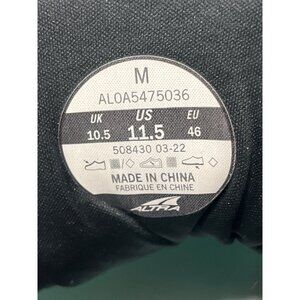 M
AL0A5475036
UK US EU
10.5 11.5 46
508430 03-22
MADE IN CHINA
FABRIQUE EN CHINE
ALTRA